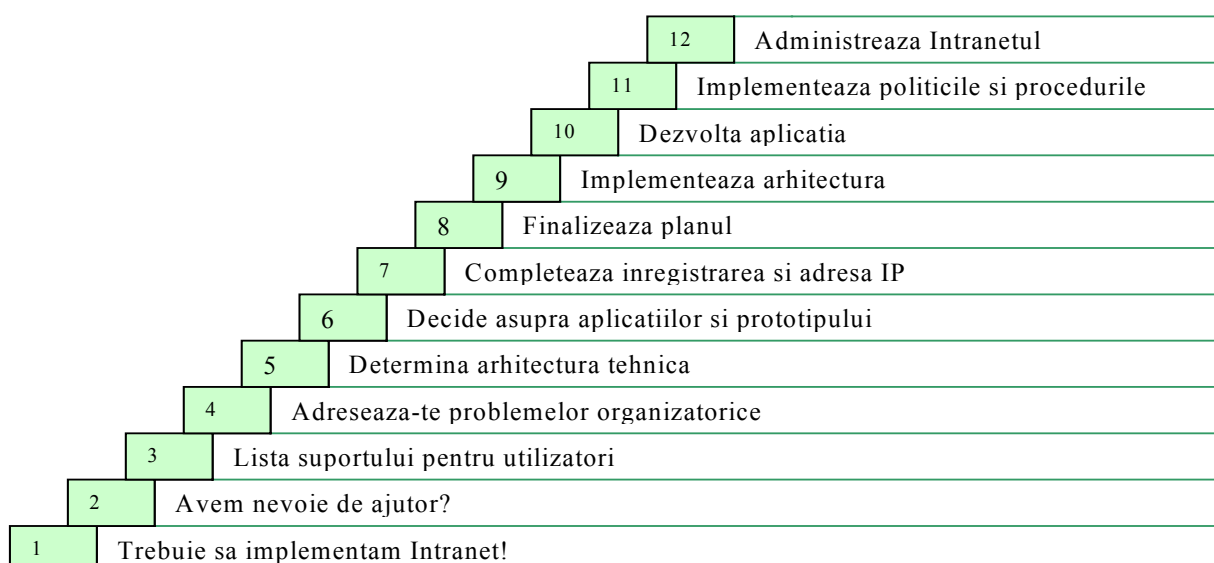 12 Administreaza Intranetul
11 Implementeaza politicile si procedurile
10 Dezvolta aplicatia
9 Implementeaza arhitectura
8 Finalizeaza planul
7 Completeaza inregistrarea si adresa IP
6 Decide asupra aplicatiilor si prototipului
5 Determina arhitectura tehnica
4 Adreseaza-te problemelor organizatorice
3 Lista suportului pentru utilizatori
2 Avem nevoie de ajutor?
1 Trebuie sa implementam Intranet!